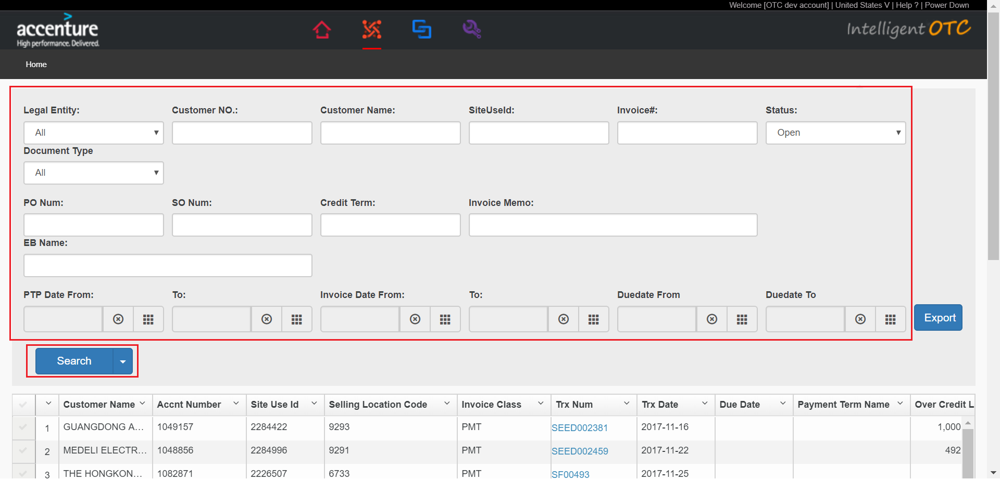 Welcome [OTC dev account] | United States V | Help ? | Power Down
accenture
High performance. Delivered.
Intelligent OTC
Home
Legal Entity: Customer NO.: Customer Name: SiteUseId: Invoice#: Status:
All Open
Document Type
All
PO Num: SO Num: Credit Term: Invoice Memo:
EB Name:
PTP Date From: To: Invoice Date From: To: Duedate From Duedate To
Export
Search
Customer Name Accnt Number Site Use Id Selling Location Code Invoice Class Trx Num Trx Date Due Date Payment Term Name Over Credit L
1 GUANGDONG A... 1049157 2284422 9293 PMT SEED002381 2017-11-16 1,000
2 MEDELI ELECTR... 1048856 2284996 9291 PMT SEED002459 2017-11-22 492
3 THE HONGKON... 1082871 2226507 6733 PMT SF00493 2017-11-25